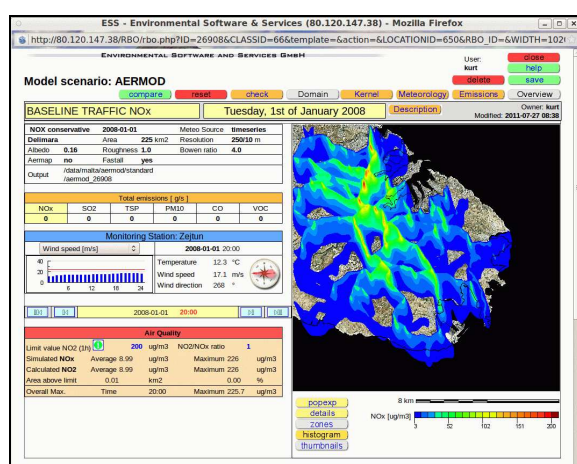 ESS - Environmental Software & Services (80.120.147.38) - Mozilla Firefox
http://80.120.147.38/RBO/rbo.php?ID=26908&CLASSID=66&template=&action=&LOCATIONID=650&RBO_ID=&WIDTH=102
ENVIRONMENTAL SOFTWARE AND SERVICES GMBH
User: kurt
close
help
Model scenario: AERMOD
delete save
compare reset check Domain Kernel Meteorology Emissions Overview
BASELINE TRAFFIC NOx Tuesday, 1st of January 2008 Description
Owner: kurt
Modified: 2011-07-27 08:38
NOX conservative 2008-01-01 Meteo Source timeseries
Delimara Area 225 km2 Resolution 250/10 m
Albedo 0.16 Roughness 1.0 Bowen ratio 4.0
Aermap no Fastall yes
Output /data/malta/aermod/standard
/aermod_26908
Total emissions [ g/s ]
NOx SO2 TSP PM10 CO VOC
0 0 0 0 0 0
Monitoring Station: Zejtun
Wind speed [m/s] 2008-01-01 20:00
40
20
0
6 12 18 24
Temperature 12.3 °C
Wind speed 17.1 m/s
Wind direction 268 °
2008-01-01 20:00
Air Quality
Limit value NO2 (1h) 200 ug/m3 NO2/NOx ratio 1
Simulated NOx Average 8.99 ug/m3 Maximum 226 ug/m3
Calculated NO2 Average 8.99 ug/m3 Maximum 226 ug/m3
Area above limit 0.01 km2 0.00 %
Overall Max. Time 20:00 Maximum 225.7 ug/m3
popexp
details
zones
histogram
thumbnails
8 km
NOx [ug/m3]
3 52 102 151 200